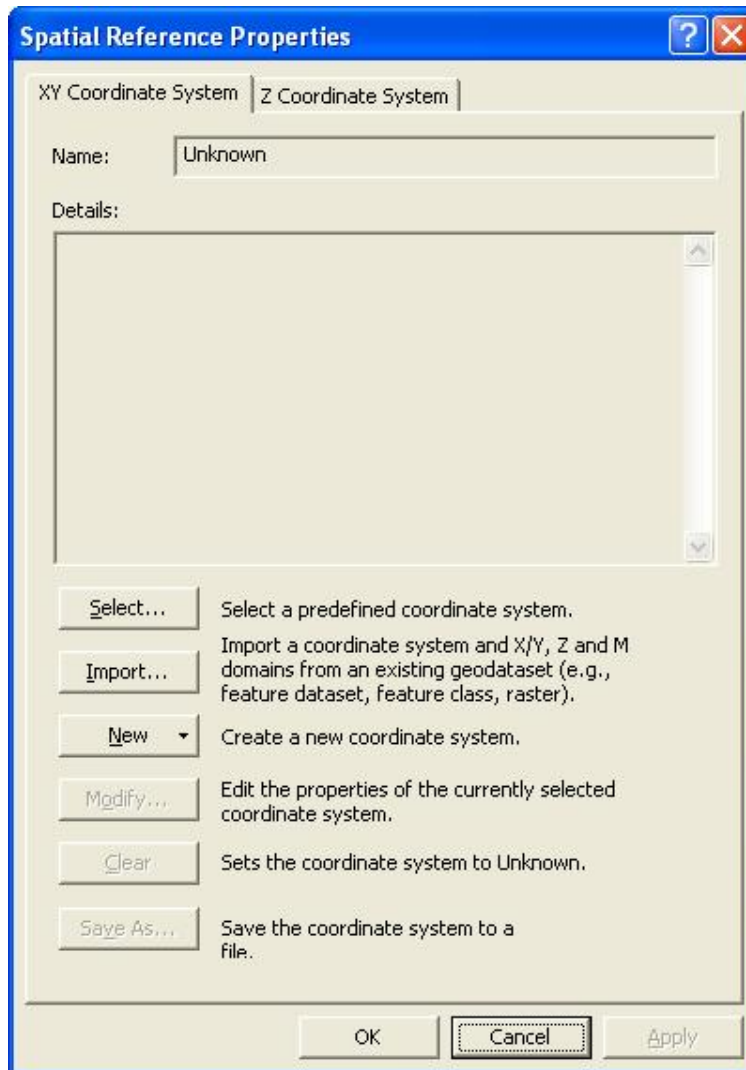 Spatial Reference Properties
XY Coordinate System Z Coordinate System
Name: Unknown
Details:
Select... Select a predefined coordinate system.
Import... Import a coordinate system and X/Y, Z and M
domains from an existing geodataset (e.g.,
feature dataset, feature class, raster).
New Create a new coordinate system.
Modify... Edit the properties of the currently selected
coordinate system.
Clear Sets the coordinate system to Unknown.
Save As... Save the coordinate system to a
file.
OK Cancel Apply